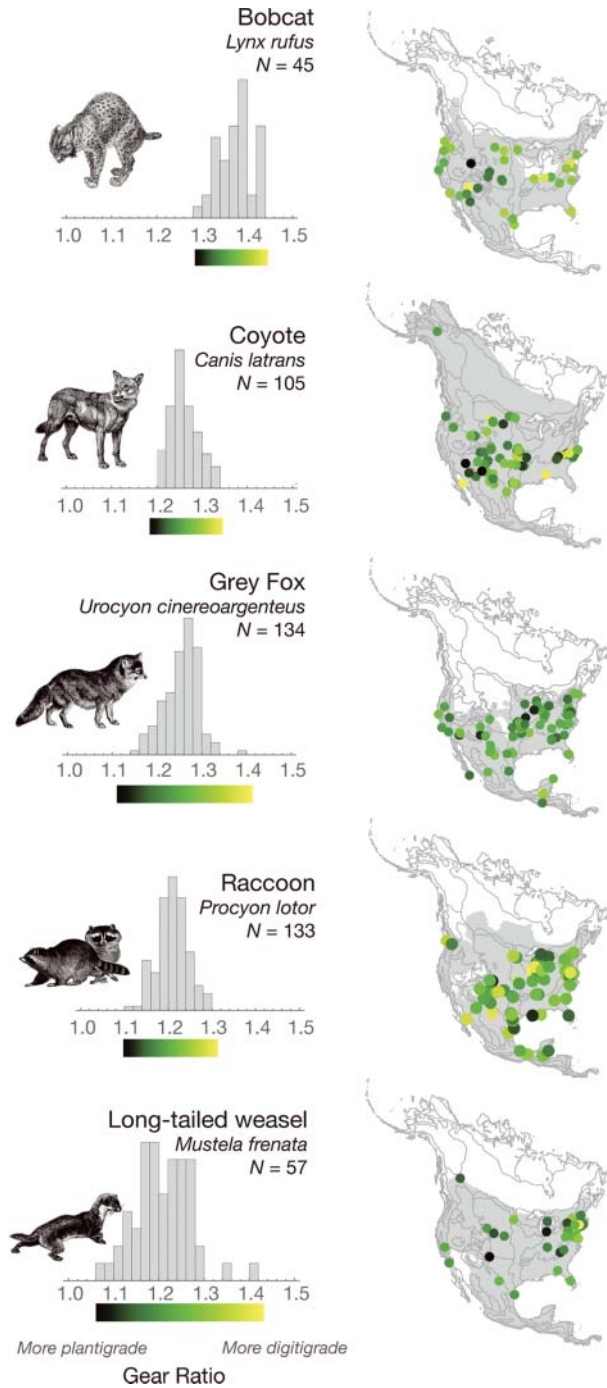 Bobcat
Lynx rufus
N = 45
1.0 1.1 1.2 1.3 1.4 1.5
Coyote
Canis latrans
N = 105
1.0 1.1 1.2 1.3 1.4 1.5
Grey Fox
Urocyon cinereoargenteus
N = 134
1.0 1.1 1.2 1.3 1.4 1.5
Raccoon
Procyon lotor
N = 133
1.0 1.1 1.2 1.3 1.4 1.5
Long-tailed weasel
Mustela frenata
N = 57
1.0 1.1 1.2 1.3 1.4 1.5
More plantigrade More digitigrade
Gear Ratio